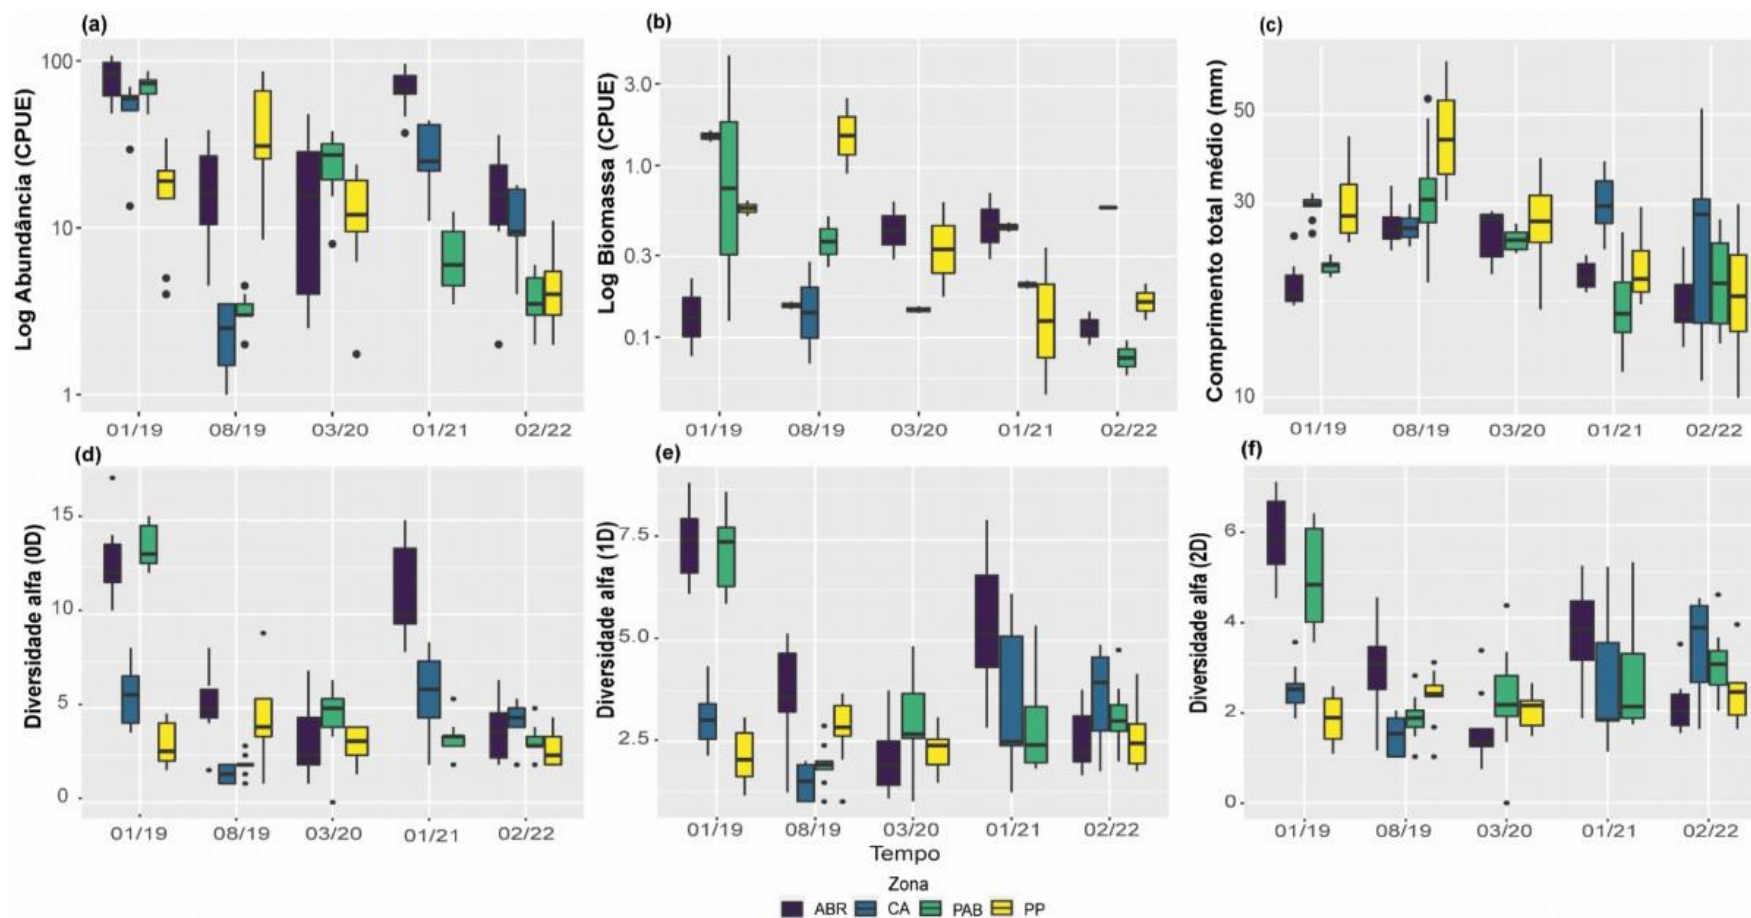 (a)
Log Abundância (CPUE)
100
10
1
01/19 08/19 03/20 01/21 02/22
(b)
Log Biomassa (CPUE)
3.0
1.0
0.3
0.1
01/19 08/19 03/20 01/21 02/22
(c)
Comprimento total médio (mm)
50
30
10
01/19 08/19 03/20 01/21 02/22
(d)
Diversidade alfa (0D)
15
10
5
0
01/19 08/19 03/20 01/21 02/22
(e)
Diversidade alfa (1D)
7.5
5.0
2.5
01/19 08/19 03/20 01/21 02/22
Tempo
(f)
Diversidade alfa (2D)
6
4
2
0
01/19 08/19 03/20 01/21 02/22
Zona
ABR CA PAB PP